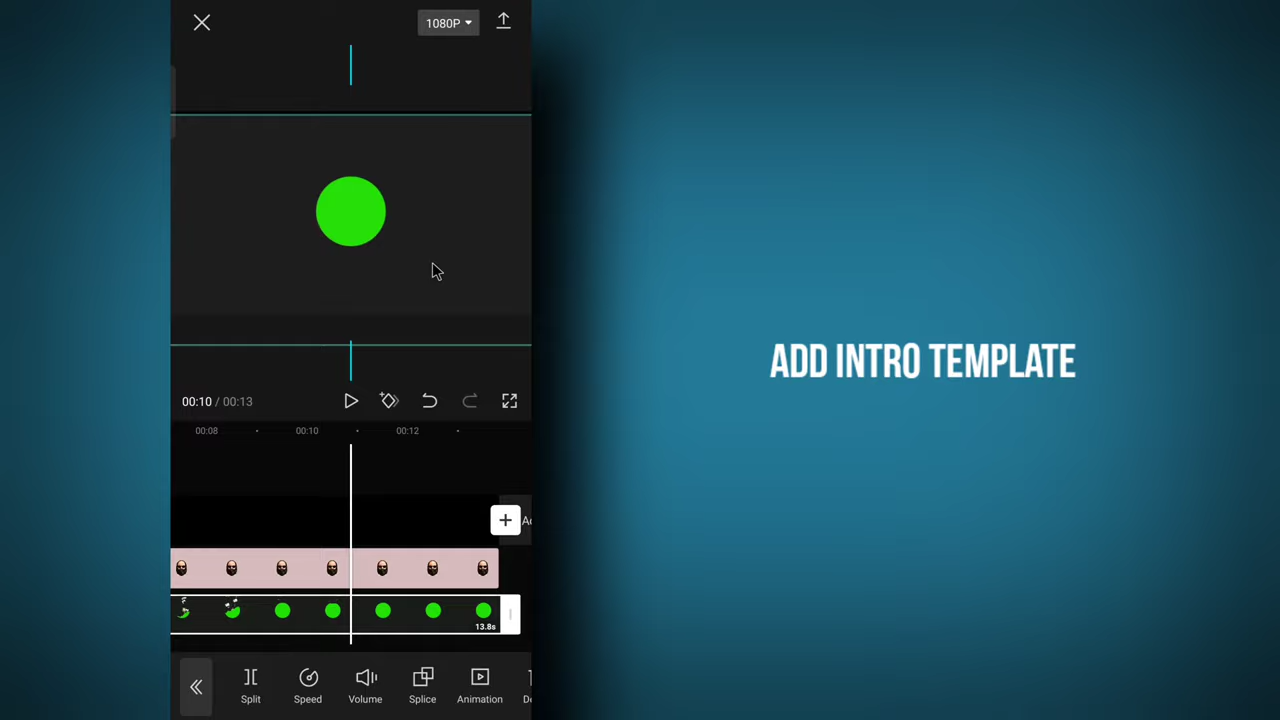 1080P
00:10 / 00:13
00:08
00:10
00:12
13.8s
Split
Speed
Volume
Splice
Animation
ADD INTRO TEMPLATE